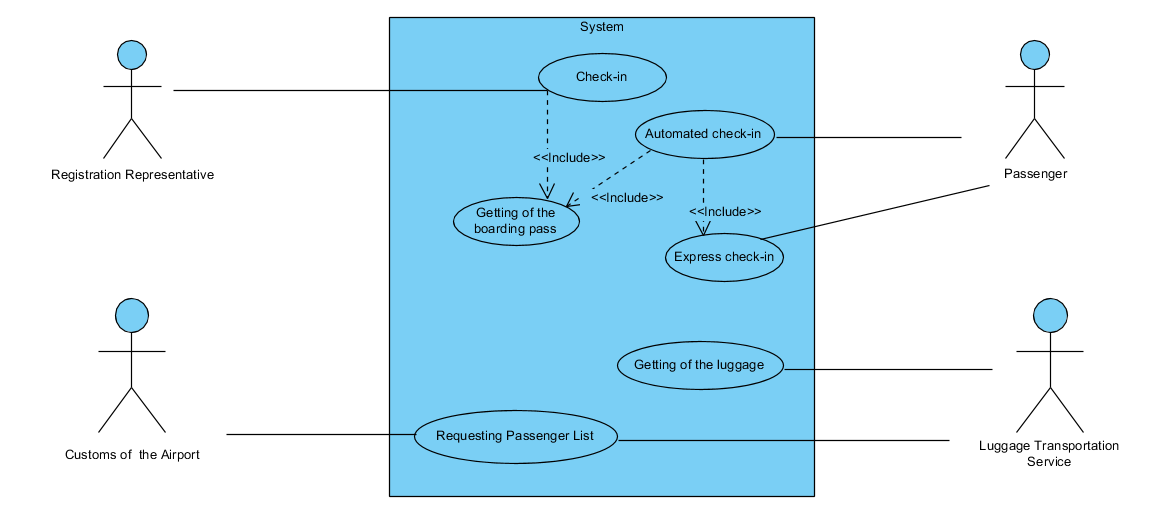 System
Check-in
Automated check-in
<<Include>>
Registration Representative
Passenger
<<Include>>
<<Include>>
Getting of the
boarding pass
Express check-in
Getting of the luggage
Requesting Passenger List
Customs of  the Airport
Luggage Transportation
Service